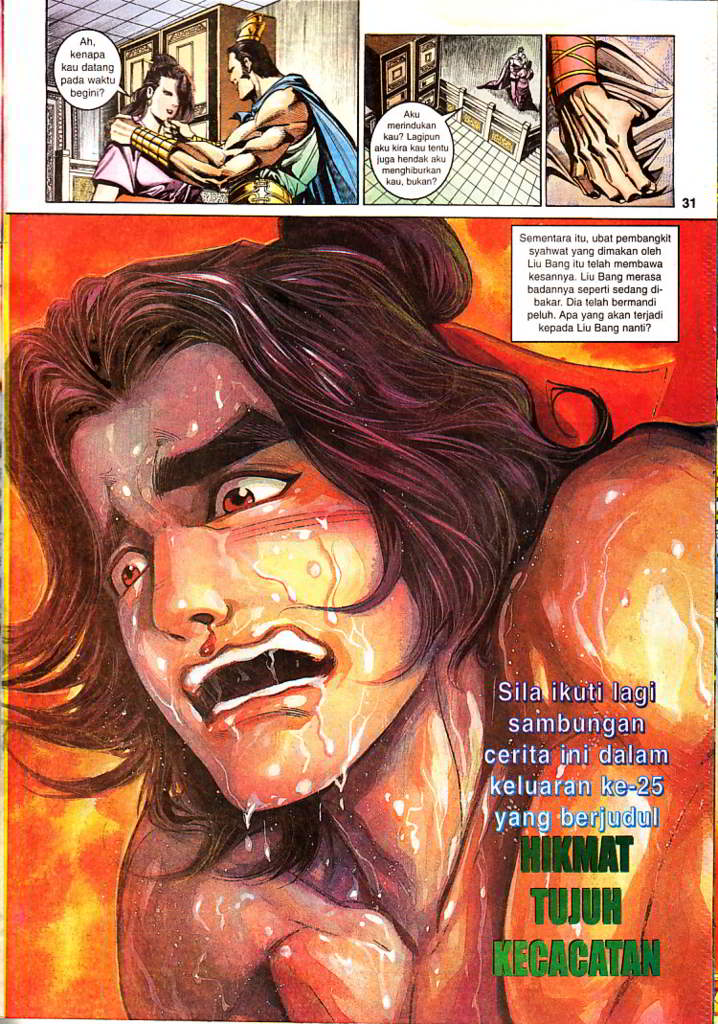 Ah,
kenapa
kau datang
pada waktu
begini?
Aku
merindukan
kau? Lagipun
aku kira kau tentu
juga hendak aku
menghiburkan
kau, bukan?
31
Sementara itu, ubat pembangkit
syahwat yang dimakan oleh
Liu Bang itu telah membawa
kesannya. Liu Bang merasa
badannya seperti sedang di-
bakar. Dia telah bermandi
peluh. Apa yang akan terjadi
kepada Liu Bang nanti?
Sila ikuti lagi
sambungan
cerita ini dalam
keluaran ke-25
yang berjudul
HIKMAT
TUJUH
KECACATAN